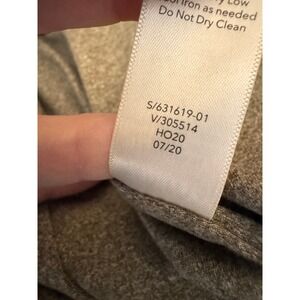 Low
Iron as needed
Do Not Dry Clean
S/631619-01
V/305514
HO20
07/20